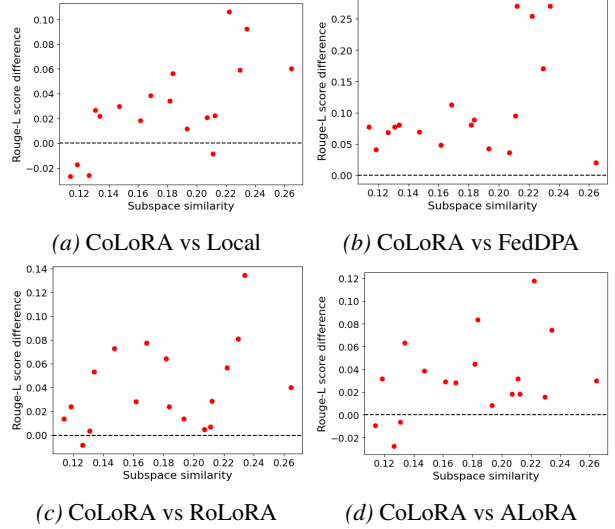 0.10
0.08
0.06
0.04
0.02
0.00
−0.02
Rouge-L score difference
0.12 0.14 0.16 0.18 0.20 0.22 0.24 0.26
Subspace similarity
(a) CoLoRA vs Local
0.25
0.20
0.15
0.10
0.05
0.00
Rouge-L score difference
0.12 0.14 0.16 0.18 0.20 0.22 0.24 0.26
Subspace similarity
(b) CoLoRA vs FedDPA
0.14
0.12
0.10
0.08
0.06
0.04
0.02
0.00
Rouge-L score difference
0.12 0.14 0.16 0.18 0.20 0.22 0.24 0.26
Subspace similarity
(c) CoLoRA vs RoLoRA
0.12
0.10
0.08
0.06
0.04
0.02
0.00
−0.02
Rouge-L score difference
0.12 0.14 0.16 0.18 0.20 0.22 0.24 0.26
Subspace similarity
(d) CoLoRA vs ALoRA